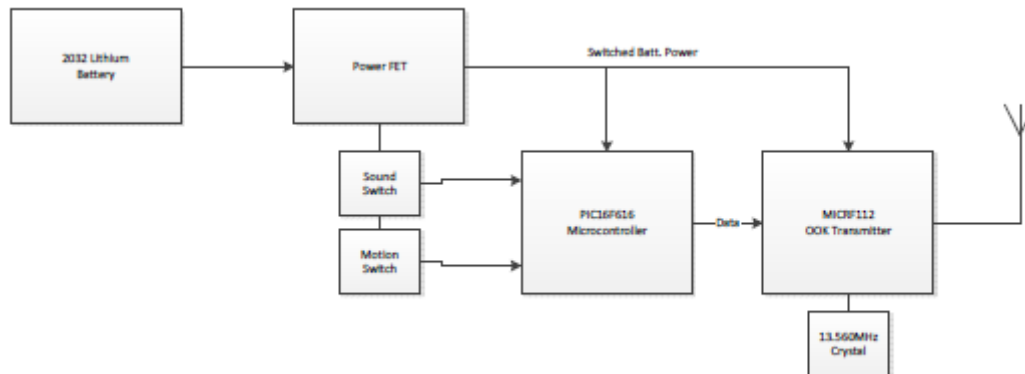 2032 Lithium
Battery
Power FET
Switched Batt. Power
Sound
Switch
Motion
Switch
PIC16F616
Microcontroller
Data
MICRF112
OOK Transmitter
13.560MHz
Crystal